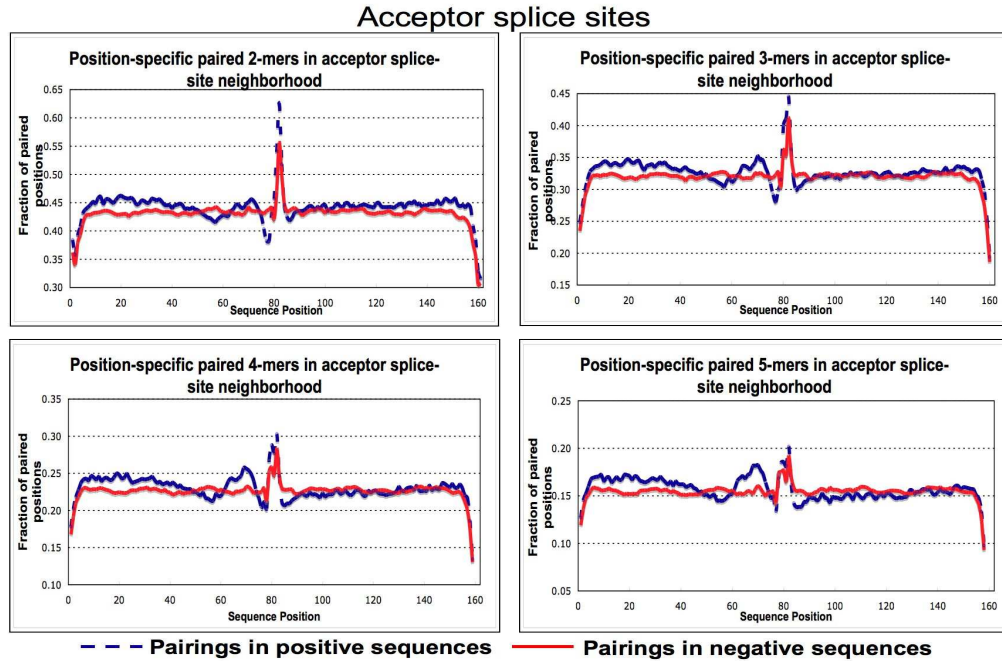 Acceptor splice sites
Position-specific paired 2-mers in acceptor splice-
site neighborhood
Fraction of paired
positions
0.65
0.60
0.55
0.50
0.45
0.40
0.35
0.30
0 20 40 60 80 100 120 140 160
Sequence Position
Position-specific paired 3-mers in acceptor splice-
site neighborhood
Fraction of paired
positions
0.45
0.40
0.35
0.30
0.25
0.20
0.15
0 20 40 60 80 100 120 140 160
Sequence Position
Position-specific paired 4-mers in acceptor splice-
site neighborhood
Fraction of paired
positions
0.35
0.30
0.25
0.20
0.15
0.10
0 20 40 60 80 100 120 140 160
Sequence Position
Position-specific paired 5-mers in acceptor splice-
site neighborhood
Fraction of paired
positions
0.25
0.20
0.15
0.10
0.05
0 20 40 60 80 100 120 140 160
Sequence Position
Pairings in positive sequences
Pairings in negative sequences